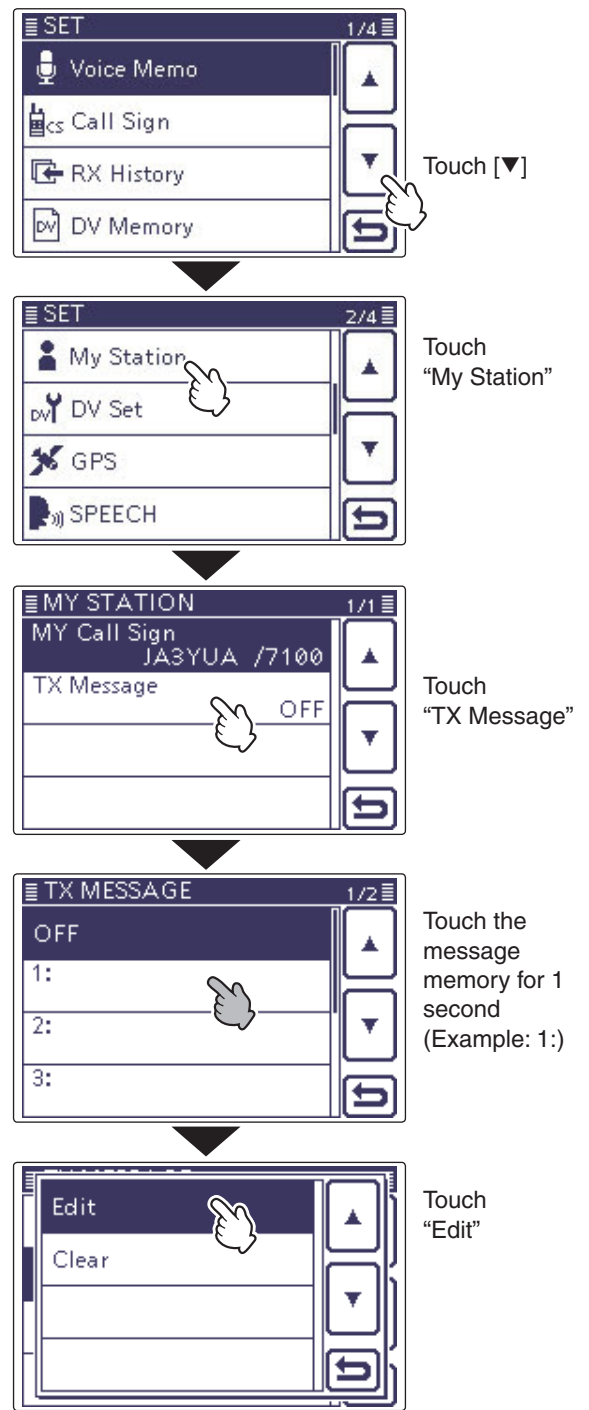 SET 1/4
Voice Memo
CS Call Sign
RX History
DV DV Memory
Touch [▼]
SET 2/4
My Station
DV DV Set
GPS
SPEECH
Touch
“My Station”
MY STATION 1/1
MY Call Sign
JA3YUA /7100
TX Message
OFF
Touch
“TX Message”
TX MESSAGE 1/2
OFF
1:
2:
3:
Touch the
message
memory for 1
second
(Example: 1:)
Edit
Clear
Touch
“Edit”